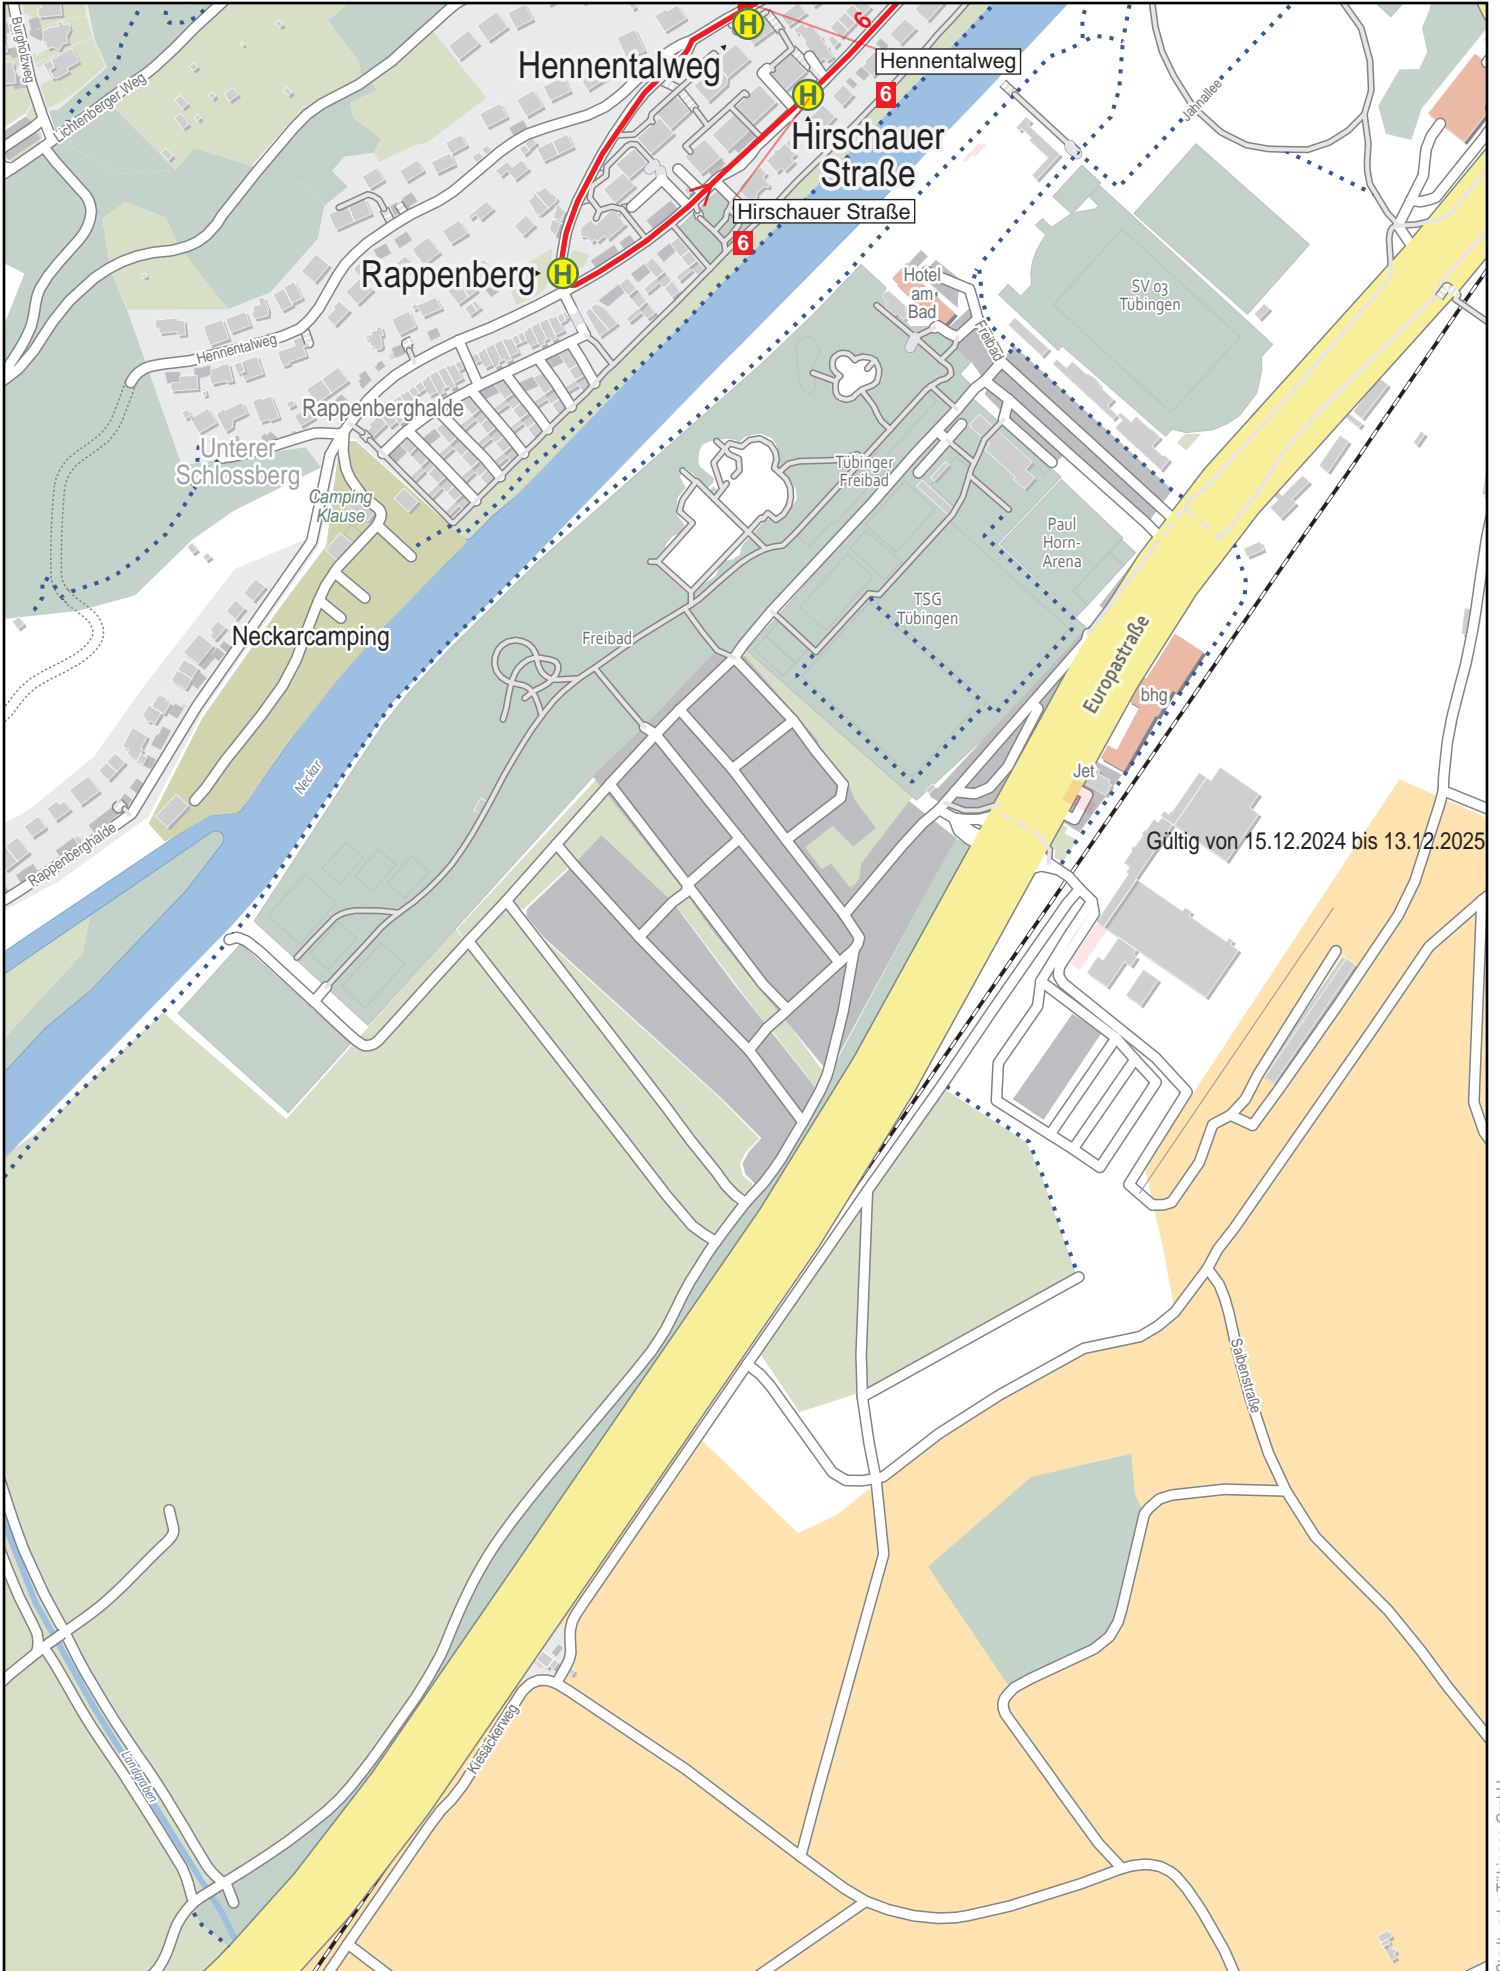 Burgholzweg
Lichtenberger Weg
Hennentalweg
H
6
Hennentalweg
6
H
Hirschauer
Straße
Jahnallee
Hirschauer Straße
6
Rappenberg
H
Hotel
am
Bad
Freibad
SV 03
Tübingen
Hennentalweg
Rappenberghalde
Unterer
Schlossberg
Camping
Klause
Tübinger
Freibad
Paul
Horn-
Arena
TSG
Tübingen
Neckarcamping
Freibad
Europastraße
bhg
Jet
Neckar
Rappenberghalde
Gültig von 15.12.2024 bis 13.12.2025
Saibenstraße
Kiesäckerweg
Landgraben